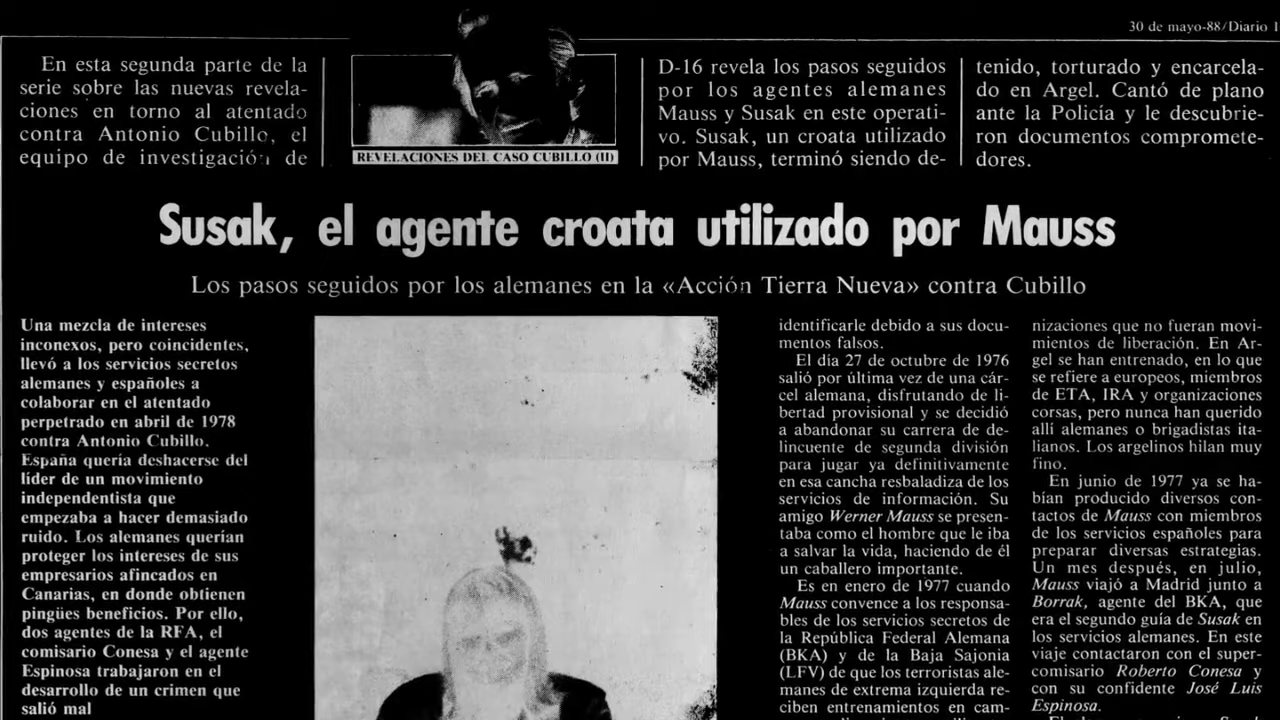 30 de mayo-88/Diario 1
En esta segunda parte de la
serie sobre las nuevas revela-
ciones en torno al atentado
contra Antonio Cubillo, el
equipo de investigación de
REVELACIONES DEL CASO CUBILLO (II)
D-16 revela los pasos seguidos
por los agentes alemanes
Mauss y Susak en este operati-
vo. Susak, un croata utilizado
por Mauss, terminó siendo de-
tenido, torturado y encarcela-
do en Argel. Cantó de plano
ante la Policía y le descubrie-
ron documentos compromete-
dores.
Susak, el agente croata utilizado por Mauss
Los pasos seguidos por los alemanes en la «Acción Tierra Nueva» contra Cubillo
Una mezcla de intereses
inconexos, pero coincidentes,
llevó a los servicios secretos
alemanes y españoles a
colaborar en el atentado
perpetrado en abril de 1978
contra Antonio Cubillo.
España quería deshacerse del
líder de un movimiento
independentista que
empezaba a hacer demasiado
ruido. Los alemanes querían
proteger los intereses de sus
empresarios afincados en
Canarias, en donde obtienen
pingües beneficios. Por ello,
dos agentes de la RFA, el
comisario Conesa y el agente
Espinosa trabajaron en el
desarrollo de un crimen que
salió mal
identificarle debido a sus docu-
mentos falsos.
El día 27 de octubre de 1976
salió por última vez de una cár-
cel alemana, disfrutando de li-
bertad provisional y se decidió
a abandonar su carrera de de-
lincuente de segunda división
para jugar ya definitivamente
en esa cancha resbaladiza de los
servicios de información. Su
amigo Werner Mauss se presen-
taba como el hombre que le iba
a salvar la vida, haciendo de él
un caballero importante.
Es en enero de 1977 cuando
Mauss convence a los responsa-
bles de los servicios secretos de
la República Federal Alemana
(BKA) y de la Baja Sajonia
(LFV) de que los terroristas ale-
manes de extrema izquierda re-
ciben entrenamientos en cam-
nizaciones que no fueran movi-
mientos de liberación. En Ar-
gel se han entrenado, en lo que
se refiere a europeos, miembros
de ETA, IRA y organizaciones
corsas, pero nunca han querido
allí alemanes o brigadistas ita-
lianos. Los argelinos hilan muy
fino.
En junio de 1977 ya se ha-
bían producido diversos con-
tactos de Mauss con miembros
de los servicios españoles para
preparar diversas estrategias.
Un mes después, en julio,
Mauss viajó a Madrid junto a
Borrak, agente del BKA, que
era el segundo guía de Susak en
los servicios alemanes. En este
viaje contactaron con el super-
comisario Roberto Conesa y
con su confidente José Luis
Espinosa.